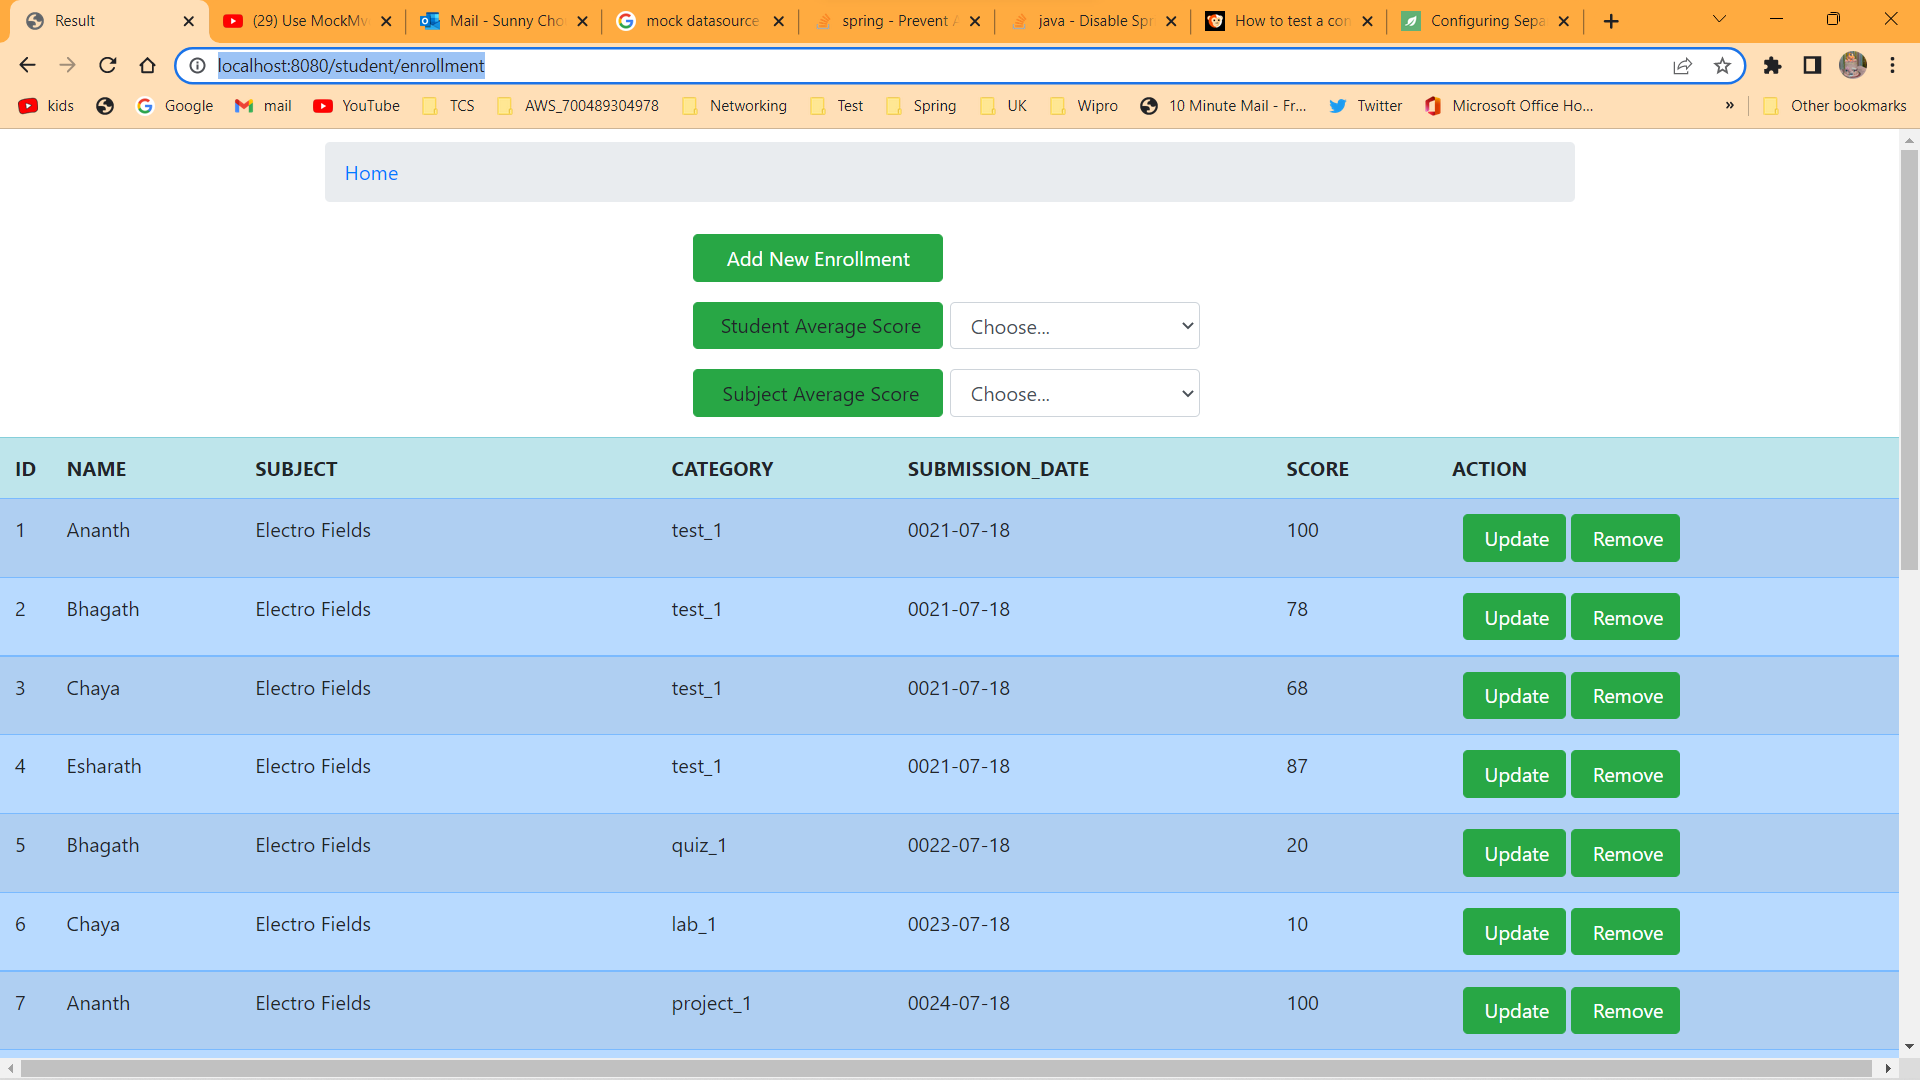 Result
(29) Use MockMv
Mail - Sunny Cho
mock datasource
spring - Prevent A
java - Disable Spr
How to test a con
Configuring Sepa
localhost:8080/student/enrollment
kids Google mail YouTube TCS AWS_700489304978 Networking Test Spring UK Wipro 10 Minute Mail - Fr... Twitter Microsoft Office Ho... » Other bookmarks
Home
Add New Enrollment
Student Average Score Choose...
Subject Average Score Choose...
ID NAME SUBJECT CATEGORY SUBMISSION_DATE SCORE ACTION
1 Ananth Electro Fields test_1 0021-07-18 100 Update Remove
2 Bhagath Electro Fields test_1 0021-07-18 78 Update Remove
3 Chaya Electro Fields test_1 0021-07-18 68 Update Remove
4 Esharath Electro Fields test_1 0021-07-18 87 Update Remove
5 Bhagath Electro Fields quiz_1 0022-07-18 20 Update Remove
6 Chaya Electro Fields lab_1 0023-07-18 10 Update Remove
7 Ananth Electro Fields project_1 0024-07-18 100 Update Remove